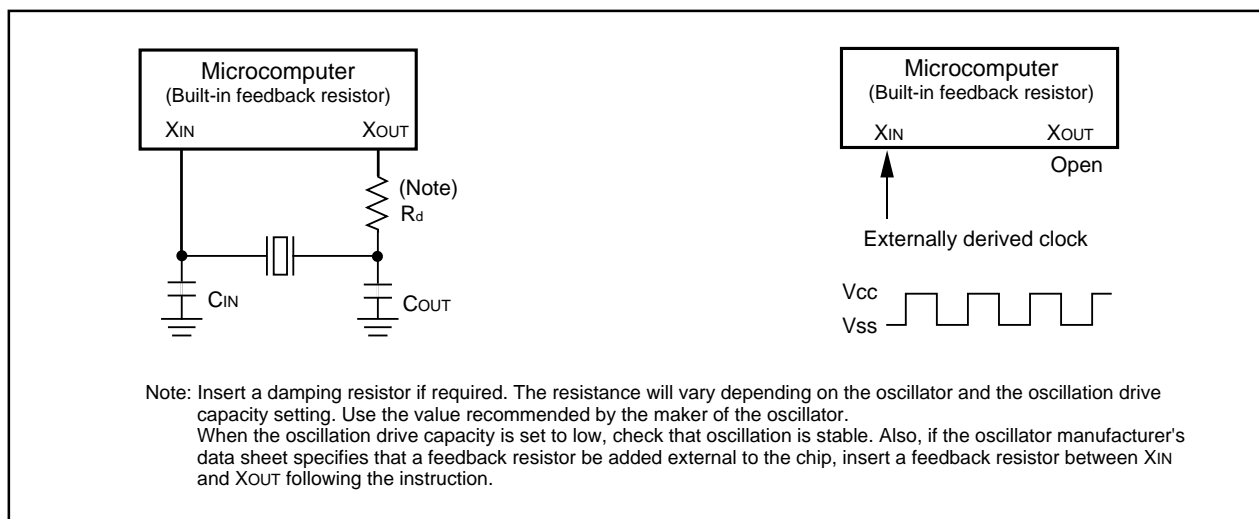 Microcomputer
(Built-in feedback resistor)
XIN XOUT
(Note)
Rd
CIN
COUT
Microcomputer
(Built-in feedback resistor)
XIN XOUT
Open
Externally derived clock
Vcc
Vss
Note: Insert a damping resistor if required. The resistance will vary depending on the oscillator and the oscillation drive
capacity setting. Use the value recommended by the maker of the oscillator.
When the oscillation drive capacity is set to low, check that oscillation is stable. Also, if the oscillator manufacturer's
data sheet specifies that a feedback resistor be added external to the chip, insert a feedback resistor between XIN
and XOUT following the instruction.